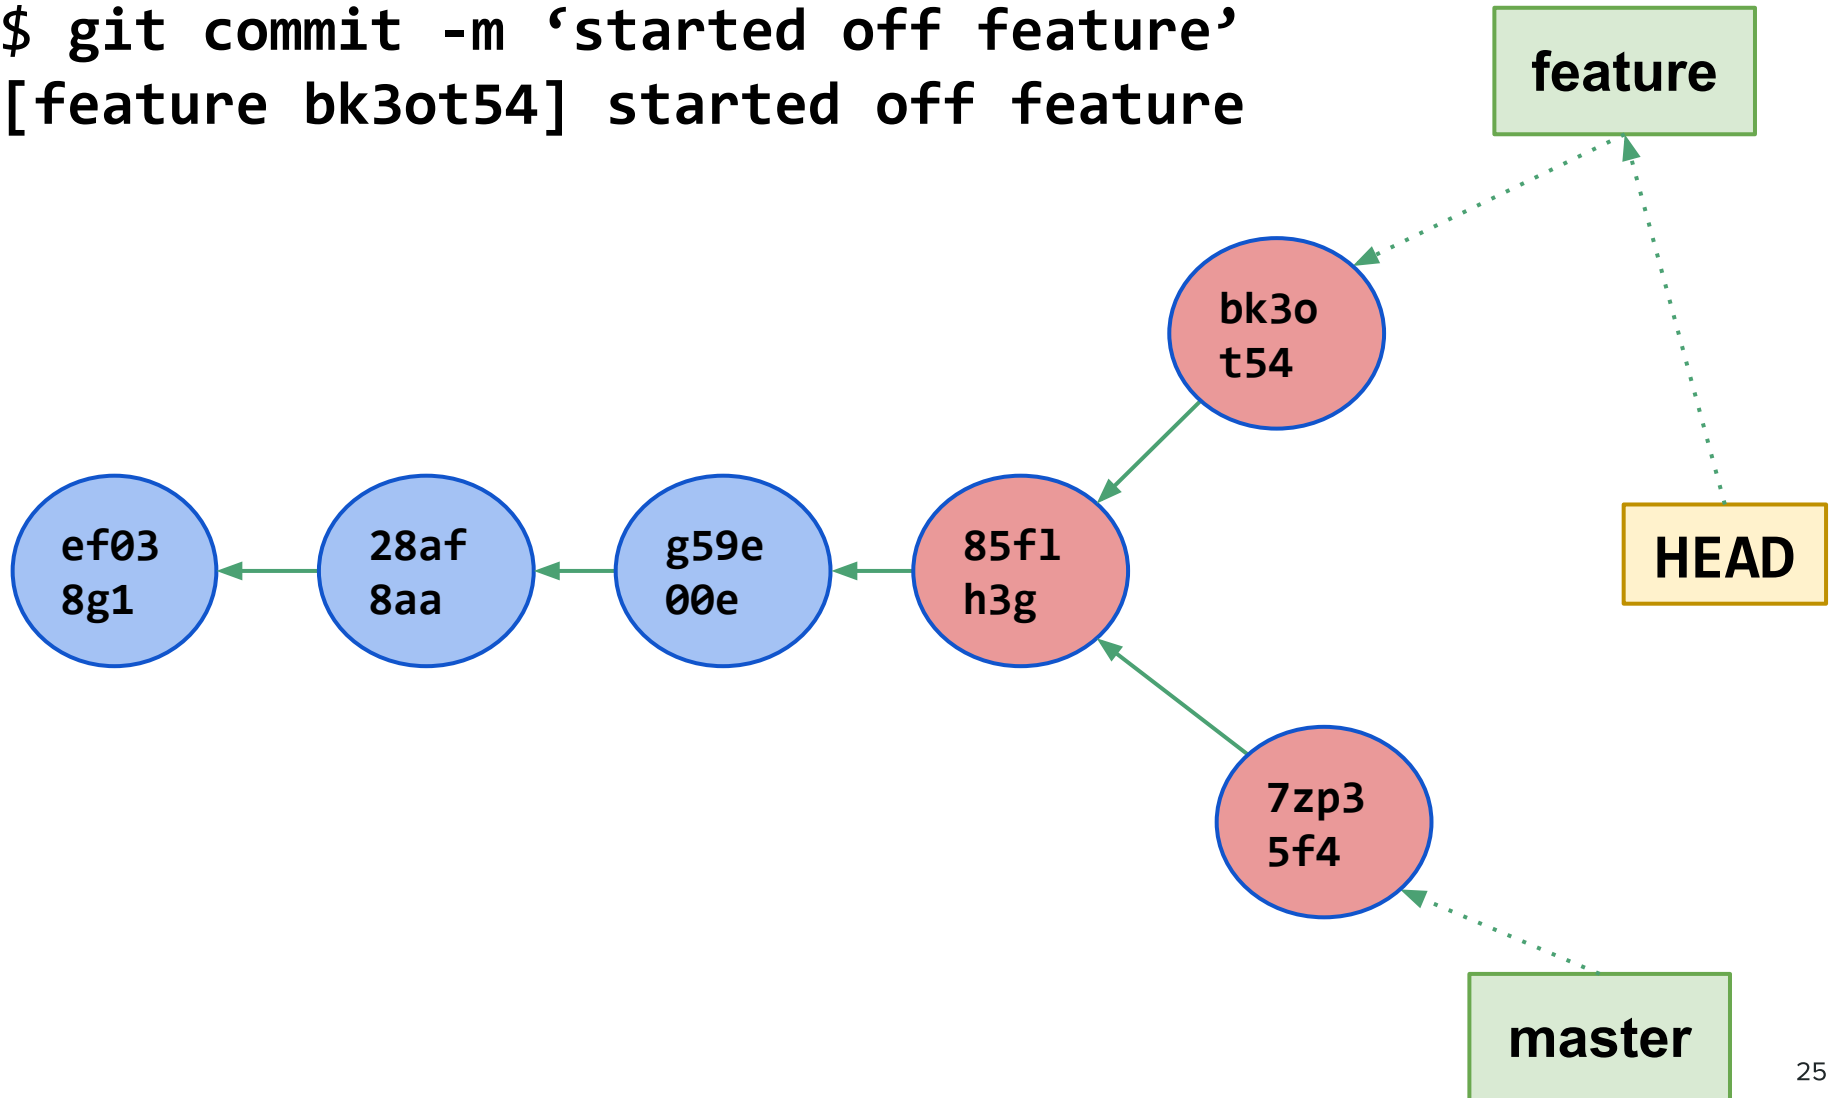 $ git commit -m ‘started off feature’
[feature bk3ot54] started off feature
feature
bk3o
t54
ef03
8g1
28af
8aa
g59e
00e
85fl
h3g
HEAD
7zp3
5f4
master
25